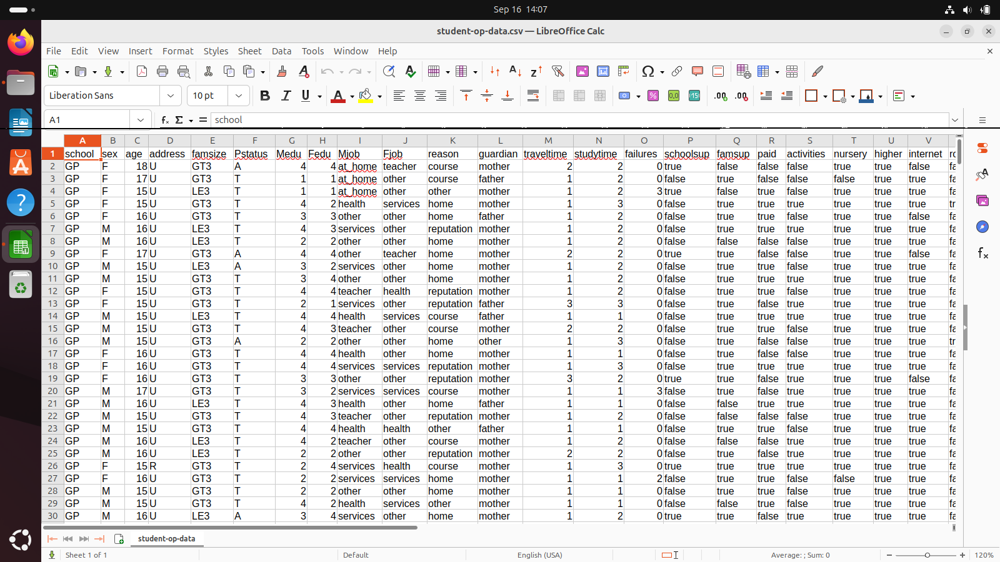 Sep 16 14:07
student-op-data.csv — LibreOffice Calc
File Edit View Insert Format Styles Sheet Data Tools Window Help
Liberation Sans 10 pt
A1 school
A B C D E F G H I J K L M N O P Q R S T U V
1 school sex age address famsize Pstatus Medu Fedu Mjob Fjob reason guardian traveltime studytime failures schoolsup famsup paid activities nursery higher internet
2 GP F 18 U GT3 A 4 4 at_home teacher course mother 2 2 0 true false false false true true false
3 GP F 17 U GT3 T 1 1 at_home other course father 1 2 0 false true false false false true true
4 GP F 15 U LE3 T 1 1 at_home other other mother 1 2 3 true false true false true true true
5 GP F 15 U GT3 T 4 2 health services home mother 1 3 0 false true true true true true true
6 GP F 16 U GT3 T 3 3 other other home father 1 2 0 false true true false true true false
7 GP M 16 U LE3 T 4 3 services other reputation mother 1 2 0 false true true true true true true
8 GP M 16 U LE3 T 2 2 other other home mother 1 2 0 false false false false true true true
9 GP F 17 U GT3 A 4 4 other teacher home mother 2 2 0 true true false false true true false
10 GP M 15 U LE3 A 3 2 services other home mother 1 2 0 false true true false true true true
11 GP M 15 U GT3 T 3 4 other other home mother 1 2 0 false true true true true true true
12 GP F 15 U GT3 T 4 4 teacher health reputation mother 1 2 0 false true true false true true true
13 GP F 15 U GT3 T 2 1 services other reputation father 3 3 0 false true false true true true true
14 GP M 15 U LE3 T 4 4 health services course father 1 1 0 false true true true true true true
15 GP M 15 U GT3 T 4 3 teacher other course mother 2 2 0 false true true false true true true
16 GP M 15 U GT3 A 2 2 other other home other 1 3 0 false true false false true true true
17 GP F 16 U GT3 T 4 4 health other home mother 1 1 0 false true false false true true true
18 GP F 16 U GT3 T 4 4 services services reputation mother 1 3 0 false true true true true true true
19 GP F 16 U GT3 T 3 3 other other reputation mother 3 2 0 true true false true true true false
20 GP M 17 U GT3 T 3 2 services services course mother 1 1 3 false true false true true true true
21 GP M 16 U LE3 T 4 3 health other home father 1 1 0 false false true true true true true
22 GP M 15 U GT3 T 4 3 teacher other reputation mother 1 2 0 false false false false true true true
23 GP M 15 U GT3 T 4 4 health health other father 1 1 0 false true true false true true true
24 GP M 16 U LE3 T 4 2 teacher other course mother 1 2 0 false false false true true true true
25 GP M 16 U LE3 T 2 2 other other reputation mother 2 2 0 false true false true true true true
26 GP F 15 R GT3 T 2 4 services health course mother 1 3 0 true true true true true true true
27 GP F 16 U GT3 T 2 2 services services home mother 1 1 2 false true true false false true true
28 GP M 15 U GT3 T 2 2 other other home mother 1 1 0 false true true false true true true
29 GP M 15 U GT3 T 4 2 health services other mother 1 1 0 false false true false true true true
30 GP M 16 U LE3 A 3 4 services other home mother 1 2 0 true true false true true true true
student-op-data
Sheet 1 of 1 Default English (USA) Average: ; Sum: 0 120%